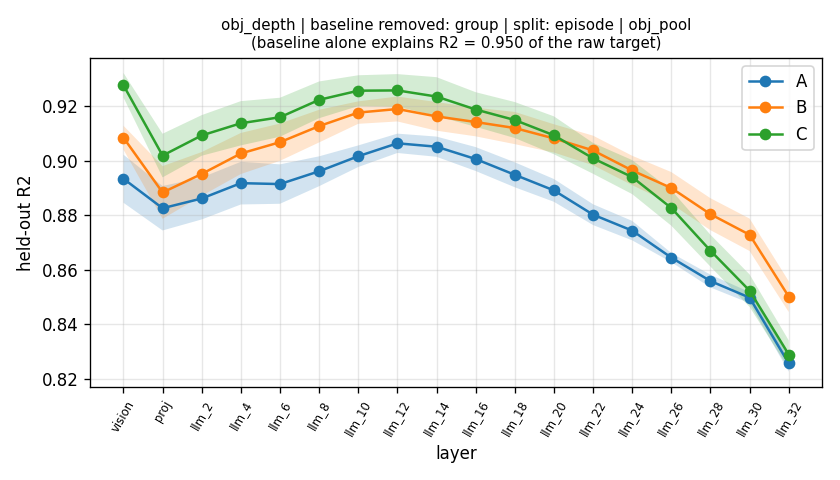 obj_depth | baseline removed: group | split: episode | obj_pool
(baseline alone explains R2 = 0.950 of the raw target)
A
B
C
held-out R2
0.92
0.90
0.88
0.86
0.84
0.82
vision
proj
llm_2
llm_4
llm_6
llm_8
llm_10
llm_12
llm_14
llm_16
llm_18
llm_20
llm_22
llm_24
llm_26
llm_28
llm_30
llm_32
layer